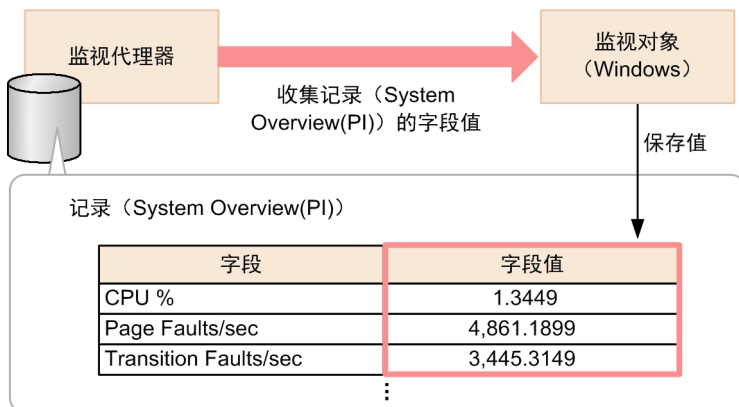 监视代理器
监视对象
（Windows）
收集记录（System
Overview(PI)）的字段值
保存值
记录（System Overview(PI)）
字段 字段值
CPU % 1.3449
Page Faults/sec 4,861.1899
Transition Faults/sec 3,445.3149
⋮